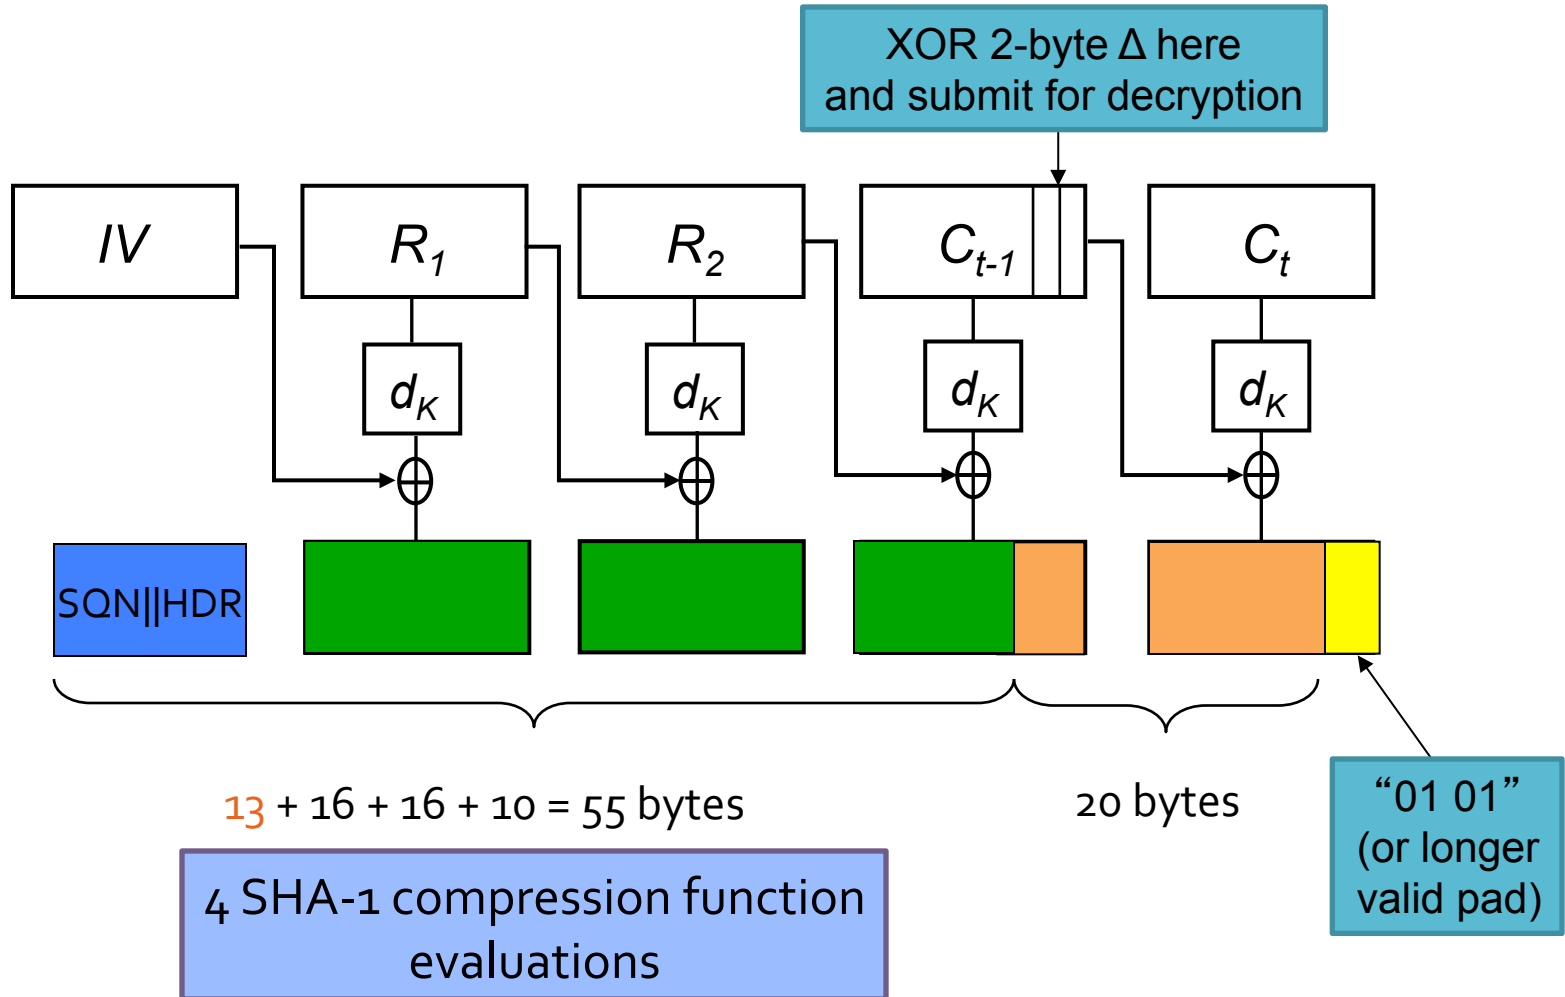 XOR 2-byte Δ here
and submit for decryption
IV
R1
R2
Ct-1
Ct
dK
dK
dK
dK
SQN||HDR
13 + 16 + 16 + 10 = 55 bytes
20 bytes
“01 01”
(or longer
valid pad)
4 SHA-1 compression function
evaluations